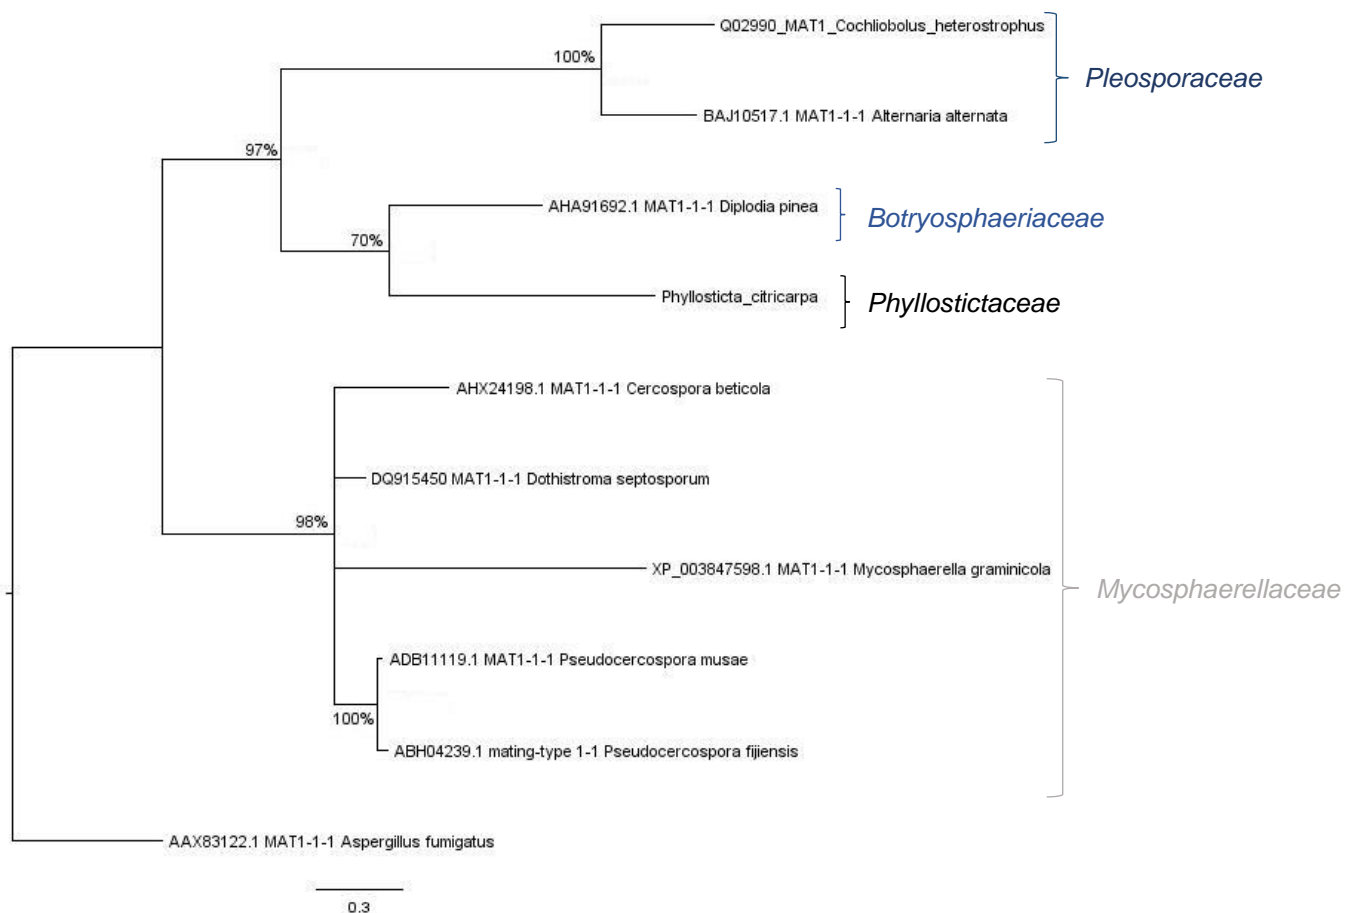 Q02990_MAT1_Cochliobolus_heterostrophus
100%
Pleosporaceae
BAJ10517.1 MAT1-1-1 Alternaria alternata
97%
AHA91692.1 MAT1-1-1 Diplodia pinea
Botryosphaeriaceae
70%
Phyllosticta_citricarpa
Phyllostictaceae
AHX24198.1 MAT1-1-1 Cercospora beticola
DQ915450 MAT1-1-1 Dothistroma septosporum
98%
XP_003847598.1 MAT1-1-1 Mycosphaerella graminicola
Mycosphaerellaceae
ADB11119.1 MAT1-1-1 Pseudocercospora musae
100%
ABH04239.1 mating-type 1-1 Pseudocercospora fijiensis
AAX83122.1 MAT1-1-1 Aspergillus fumigatus
0.3